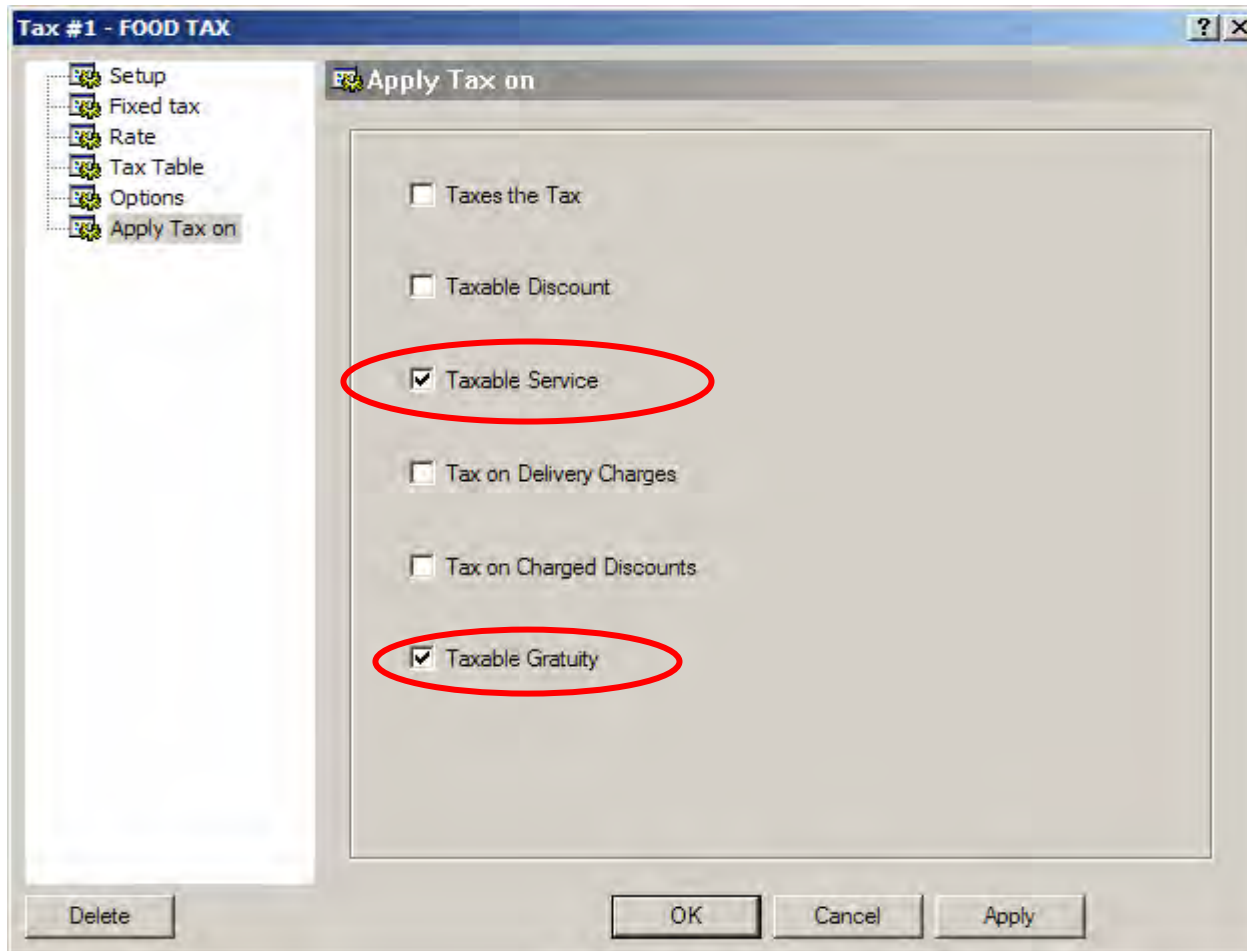 Tax #1 - FOOD TAX
Setup
Fixed tax
Rate
Tax Table
Options
Apply Tax on
Apply Tax on
Taxes the Tax
Taxable Discount
Taxable Service
Tax on Delivery Charges
Tax on Charged Discounts
Taxable Gratuity
Delete
OK
Cancel
Apply